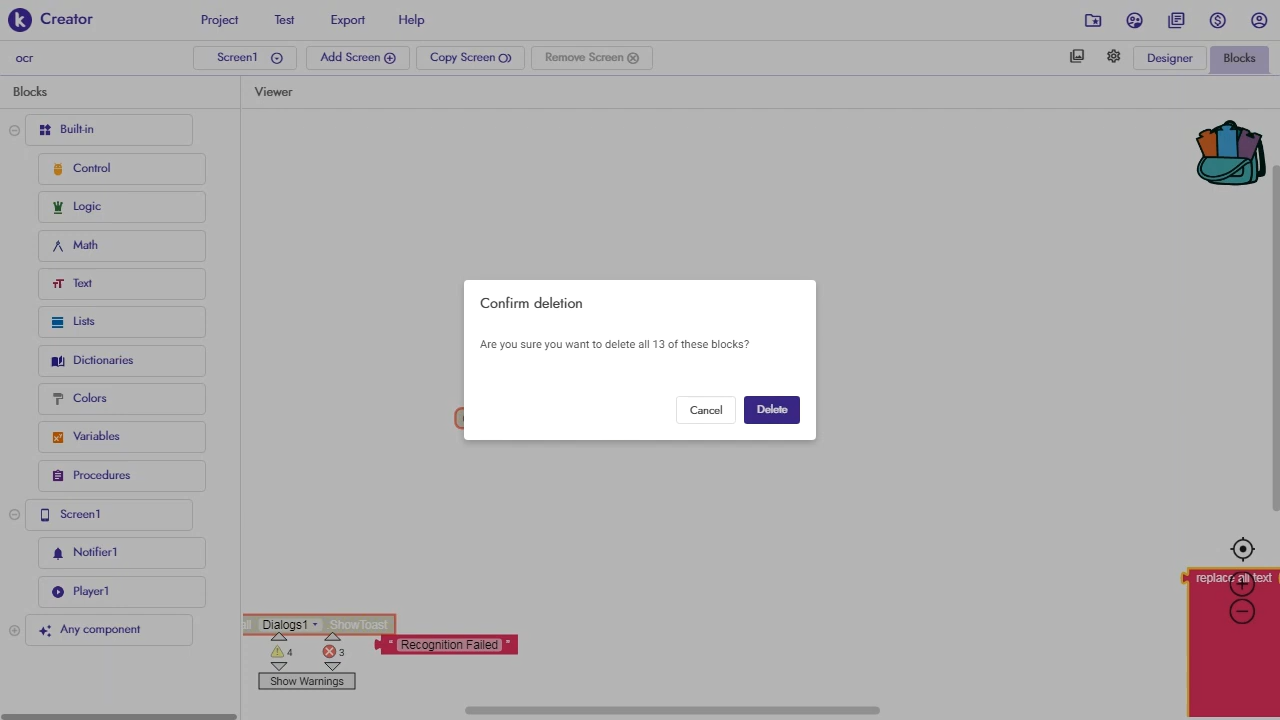 Creator
Project
Test
Export
Help
ocr
Screen1
Add Screen
Copy Screen
Remove Screen
Designer
Blocks
Blocks
Viewer
Built-in
Control
Logic
Math
Text
Lists
Dictionaries
Colors
Variables
Procedures
Screen1
Notifier1
Player1
Any component
Confirm deletion
Are you sure you want to delete all 13 of these blocks?
Cancel
Delete
replace all text
Dialogs1 .ShowToast
" Recognition Failed "
4
3
Show Warnings